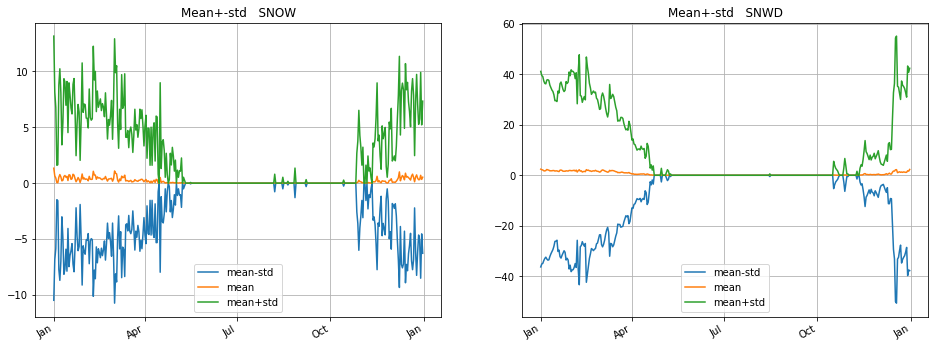 Mean+-std SNOW
10
5
0
−5
−10
Jan
Apr
Jul
Oct
Jan
mean-std
mean
mean+std
Mean+-std SNWD
60
40
20
0
−20
−40
Jan
Apr
Jul
Oct
Jan
mean-std
mean
mean+std